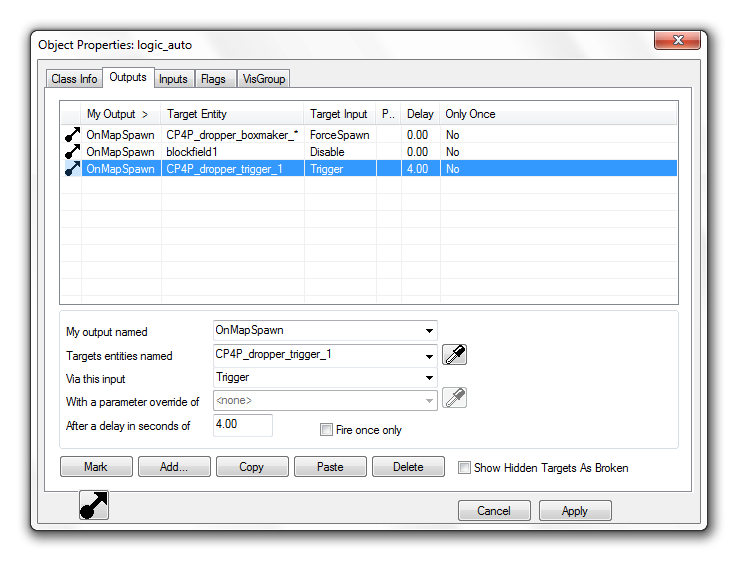 Object Properties: logic_auto
Class Info Outputs Inputs Flags VisGroup
My Output > Target Entity Target Input P.. Delay Only Once
OnMapSpawn CP4P_dropper_boxmaker_* ForceSpawn 0.00 No
OnMapSpawn blockfield1 Disable 0.00 No
OnMapSpawn CP4P_dropper_trigger_1 Trigger 4.00 No
My output named OnMapSpawn
Targets entities named CP4P_dropper_trigger_1
Via this input Trigger
With a parameter override of <none>
After a delay in seconds of 4.00 Fire once only
Mark Add... Copy Paste Delete Show Hidden Targets As Broken
Cancel Apply